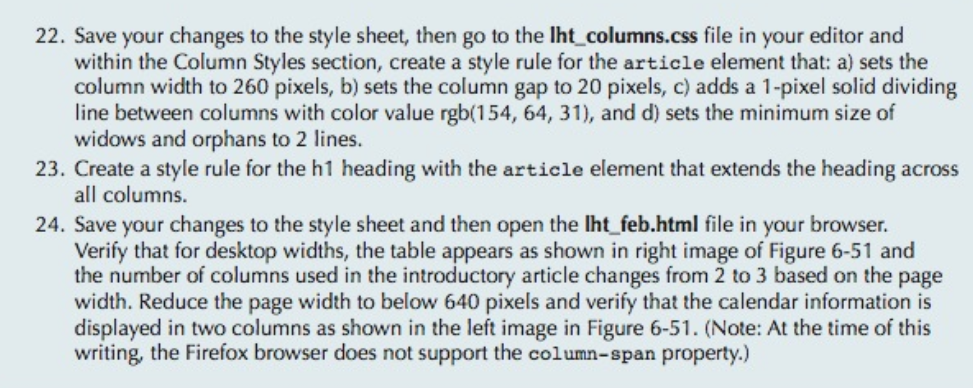 22. Save your changes to the style sheet, then go to the lht_columns.css file in your editor and
within the Column Styles section, create a style rule for the article element that: a) sets the
column width to 260 pixels, b) sets the column gap to 20 pixels, c) adds a 1-pixel solid dividing
line between columns with color value rgb(154, 64, 31), and d) sets the minimum size of
widows and orphans to 2 lines.
23. Create a style rule for the h1 heading with the article element that extends the heading across
all columns.
24. Save your changes to the style sheet and then open the lht_feb.html file in your browser.
Verify that for desktop widths, the table appears as shown in right image of Figure 6-51 and
the number of columns used in the introductory article changes from 2 to 3 based on the page
width. Reduce the page width to below 640 pixels and verify that the calendar information is
displayed in two columns as shown in the left image in Figure 6-51. (Note: At the time of this
writing, the Firefox browser does not support the column-span property.)